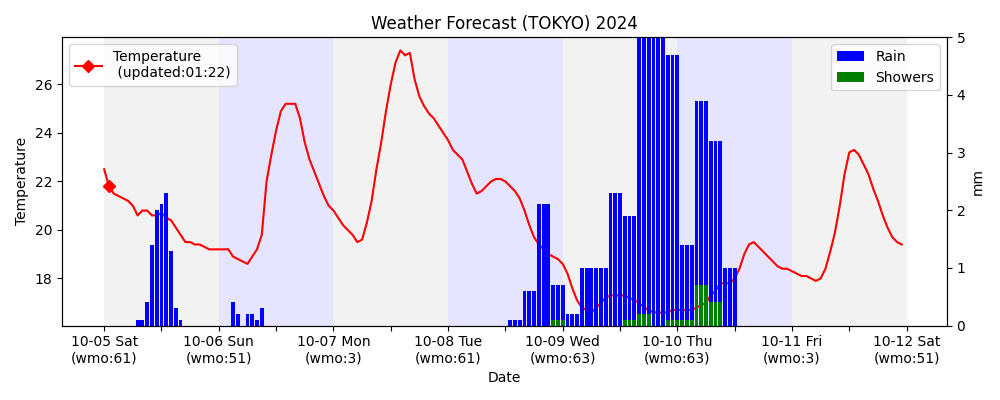 Weather Forecast (TOKYO) 2024
Temperature
(updated:01:22)
Rain
Showers
Temperature
26
24
22
20
18
5
4
3
2
1
0
mm
10-05 Sat
(wmo:61)
10-06 Sun
(wmo:51)
10-07 Mon
(wmo:3)
10-08 Tue
(wmo:61)
10-09 Wed
(wmo:63)
10-10 Thu
(wmo:63)
10-11 Fri
(wmo:3)
10-12 Sat
(wmo:51)
Date